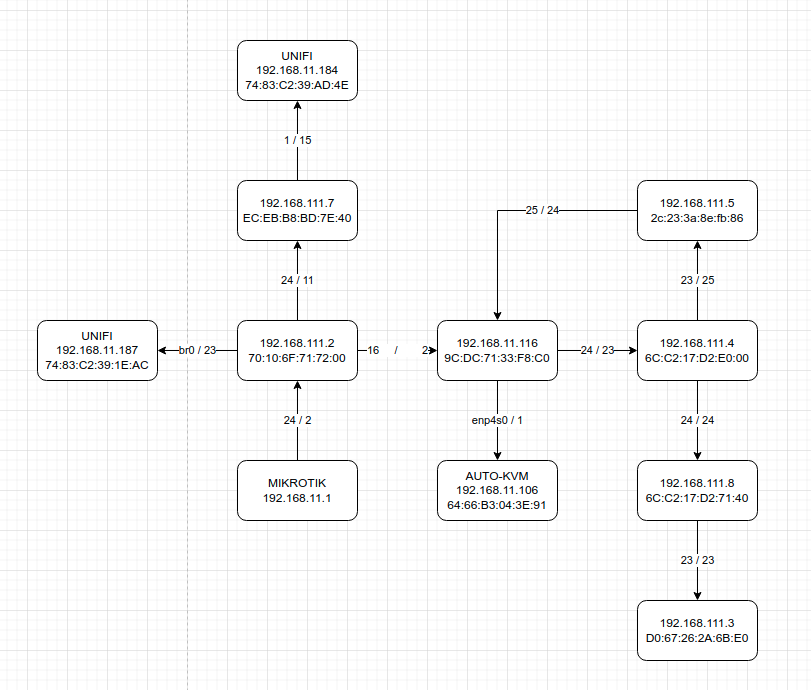 UNIFI
192.168.11.184
74:83:C2:39:AD:4E
1 / 15
192.168.111.7
EC:EB:B8:BD:7E:40
25 / 24
192.168.111.5
2c:23:3a:8e:fb:86
24 / 11
23 / 25
UNIFI
192.168.11.187
74:83:C2:39:1E:AC
br0 / 23
192.168.111.2
70:10:6F:71:72:00
16 / 2
192.168.11.116
9C:DC:71:33:F8:C0
24 / 23
192.168.111.4
6C:C2:17:D2:E0:00
24 / 2
enp4s0 / 1
24 / 24
MIKROTIK
192.168.11.1
AUTO-KVM
192.168.11.106
64:66:B3:04:3E:91
192.168.111.8
6C:C2:17:D2:71:40
23 / 23
192.168.111.3
D0:67:26:2A:6B:E0